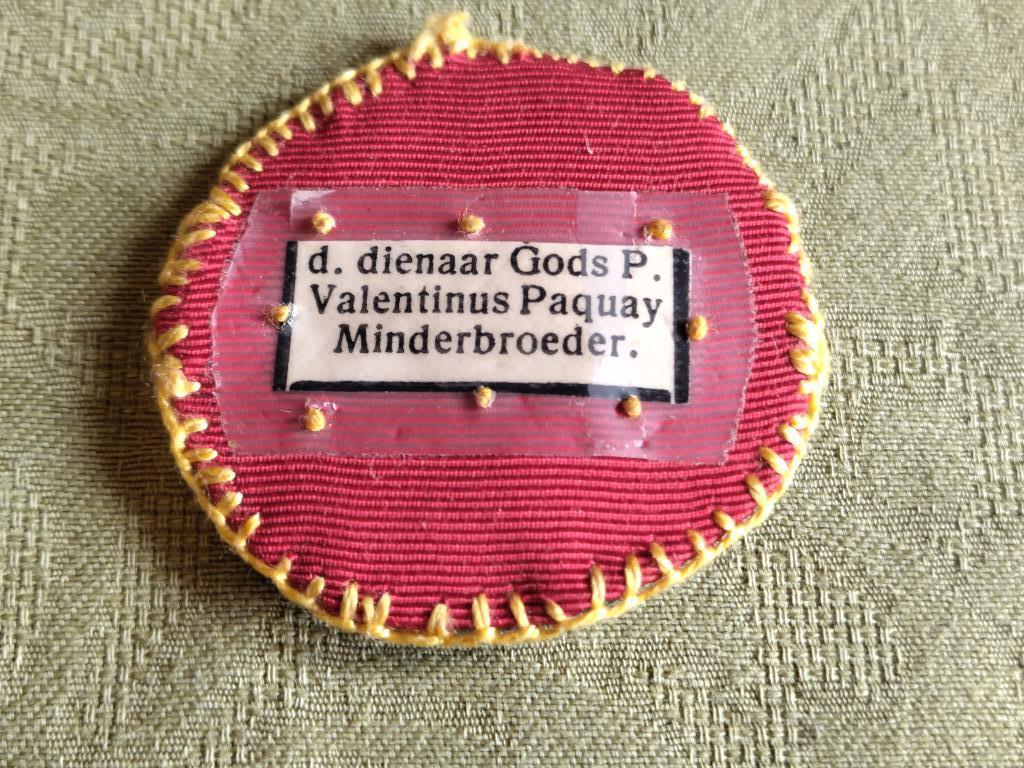 d. dienaar Gods P.
Valentinus Paquay
Minderbroeder.